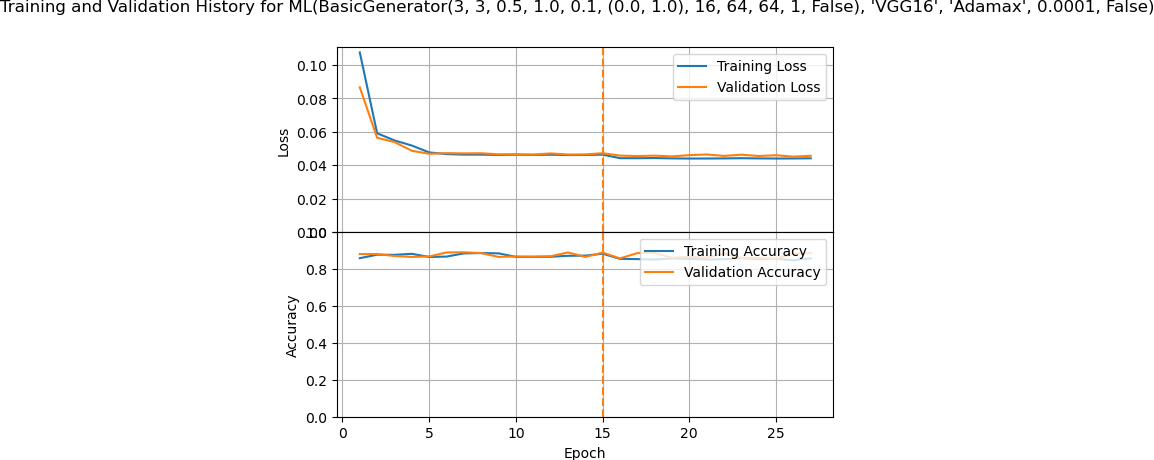 Training and Validation History for ML(BasicGenerator(3, 3, 0.5, 1.0, 0.1, (0.0, 1.0), 16, 64, 64, 1, False), 'VGG16', 'Adamax', 0.0001, False)
0.10
0.08
0.06
0.04
0.02
0.00
Loss
Training Loss
Validation Loss
1.0
0.8
0.6
0.4
0.2
0.0
Accuracy
Training Accuracy
Validation Accuracy
0 5 10 15 20 25
Epoch